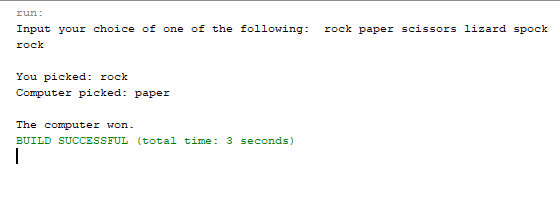 run:
Input your choice of one of the following:  rock paper scissors lizard spock
rock
You picked: rock
Computer picked: paper
The computer won.
BUILD SUCCESSFUL (total time: 3 seconds)